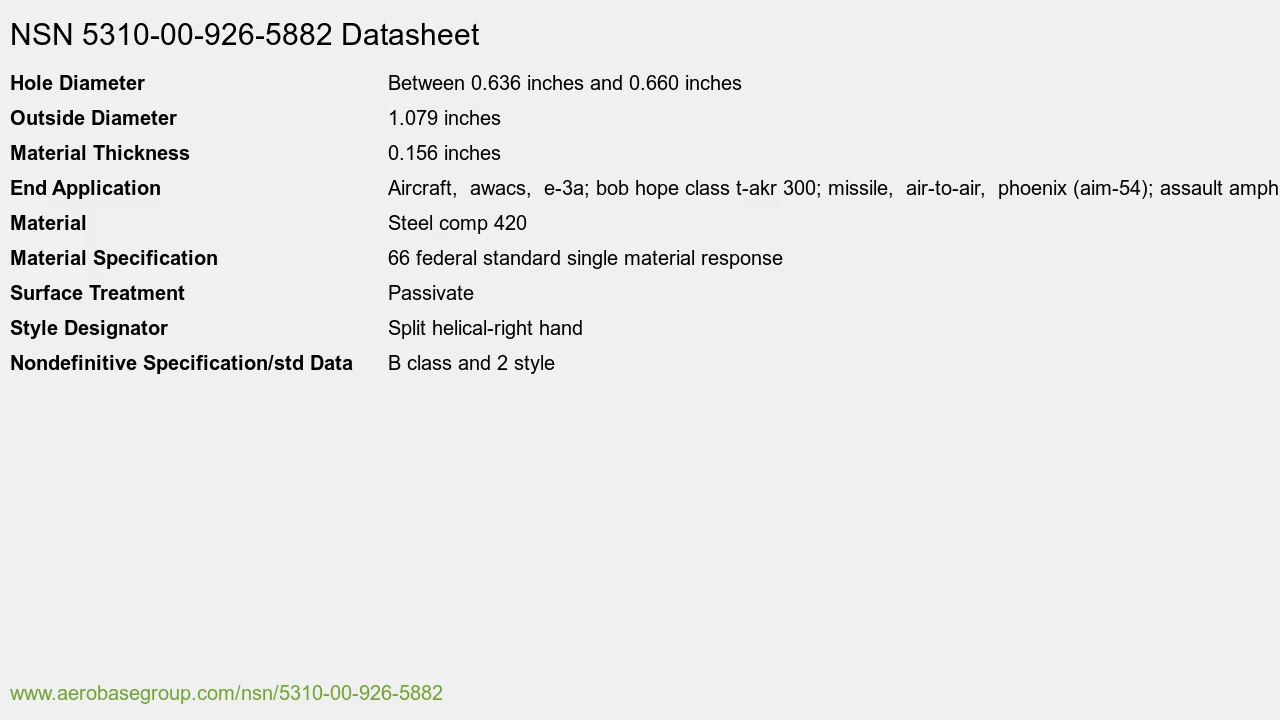 NSN 5310-00-926-5882 Datasheet
Hole Diameter Between 0.636 inches and 0.660 inches
Outside Diameter 1.079 inches
Material Thickness 0.156 inches
End Application Aircraft,  awacs,  e-3a; bob hope class t-akr 300; missile,  air-to-air,  phoenix (aim-54); assault amph
Material Steel comp 420
Material Specification 66 federal standard single material response
Surface Treatment Passivate
Style Designator Split helical-right hand
Nondefinitive Specification/std Data B class and 2 style
www.aerobasegroup.com/nsn/5310-00-926-5882